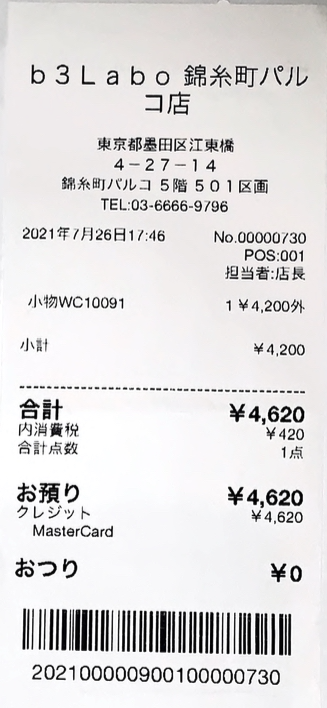 ｂ３Ｌａｂｏ 錦糸町パル
コ店
東京都墨田区江東橋
４－２７－１４
錦糸町パルコ ５階 ５０１区画
TEL:03-6666-9796
2021年7月26日17:46 No.00000730
POS:001
担当者:店長
小物WC10091 1 ¥4,200外
小計 ¥4,200
合計 ¥4,620
内消費税 ¥420
合計点数 1点
お預り ¥4,620
クレジット ¥4,620
MasterCard
おつり ¥0
2021000000900100000730